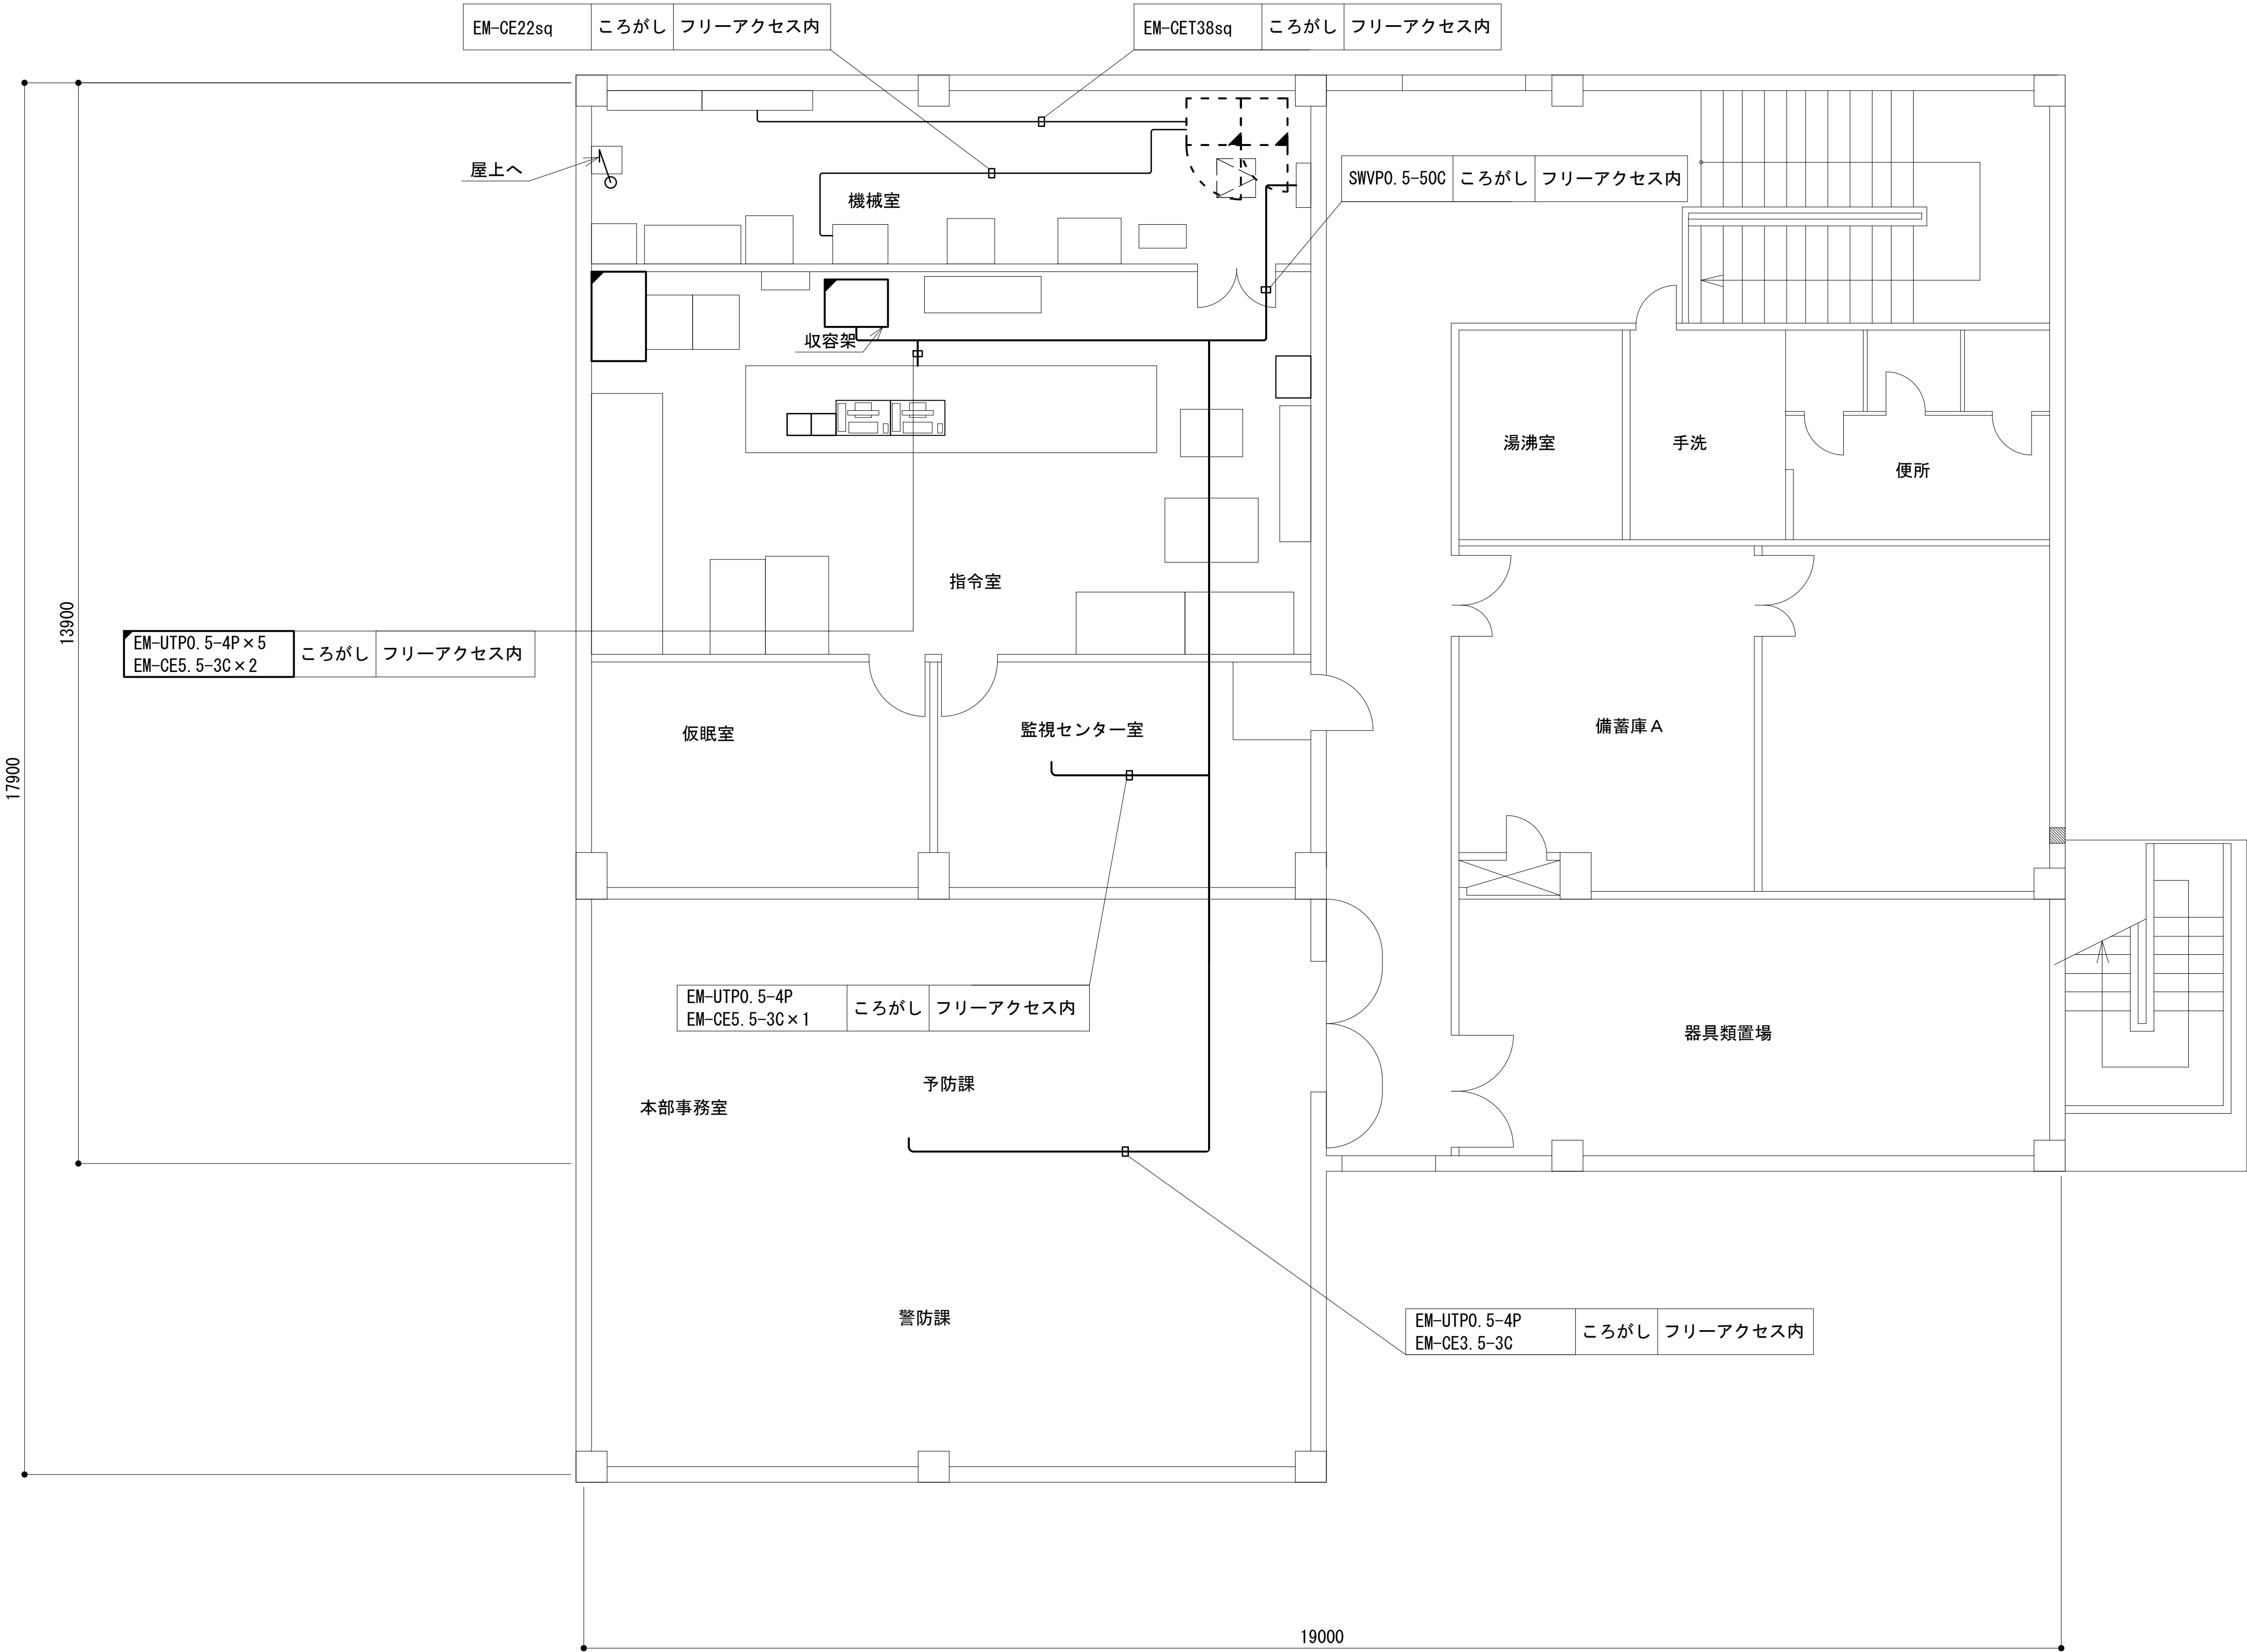 EM-CE22sq ころがし フリーアクセス内
EM-CET38sq ころがし フリーアクセス内
屋上へ
機械室
SWVP0.5-50C ころがし フリーアクセス内
収容架
湯沸室
手洗
便所
指令室
13900
EM-UTP0.5-4P×5
EM-CE5.5-3C×2
ころがし フリーアクセス内
17900
仮眠室
監視センター室
備蓄庫A
EM-UTP0.5-4P
EM-CE5.5-3C×1
ころがし フリーアクセス内
器具類置場
予防課
本部事務室
警防課
EM-UTP0.5-4P
EM-CE3.5-3C
ころがし フリーアクセス内
19000